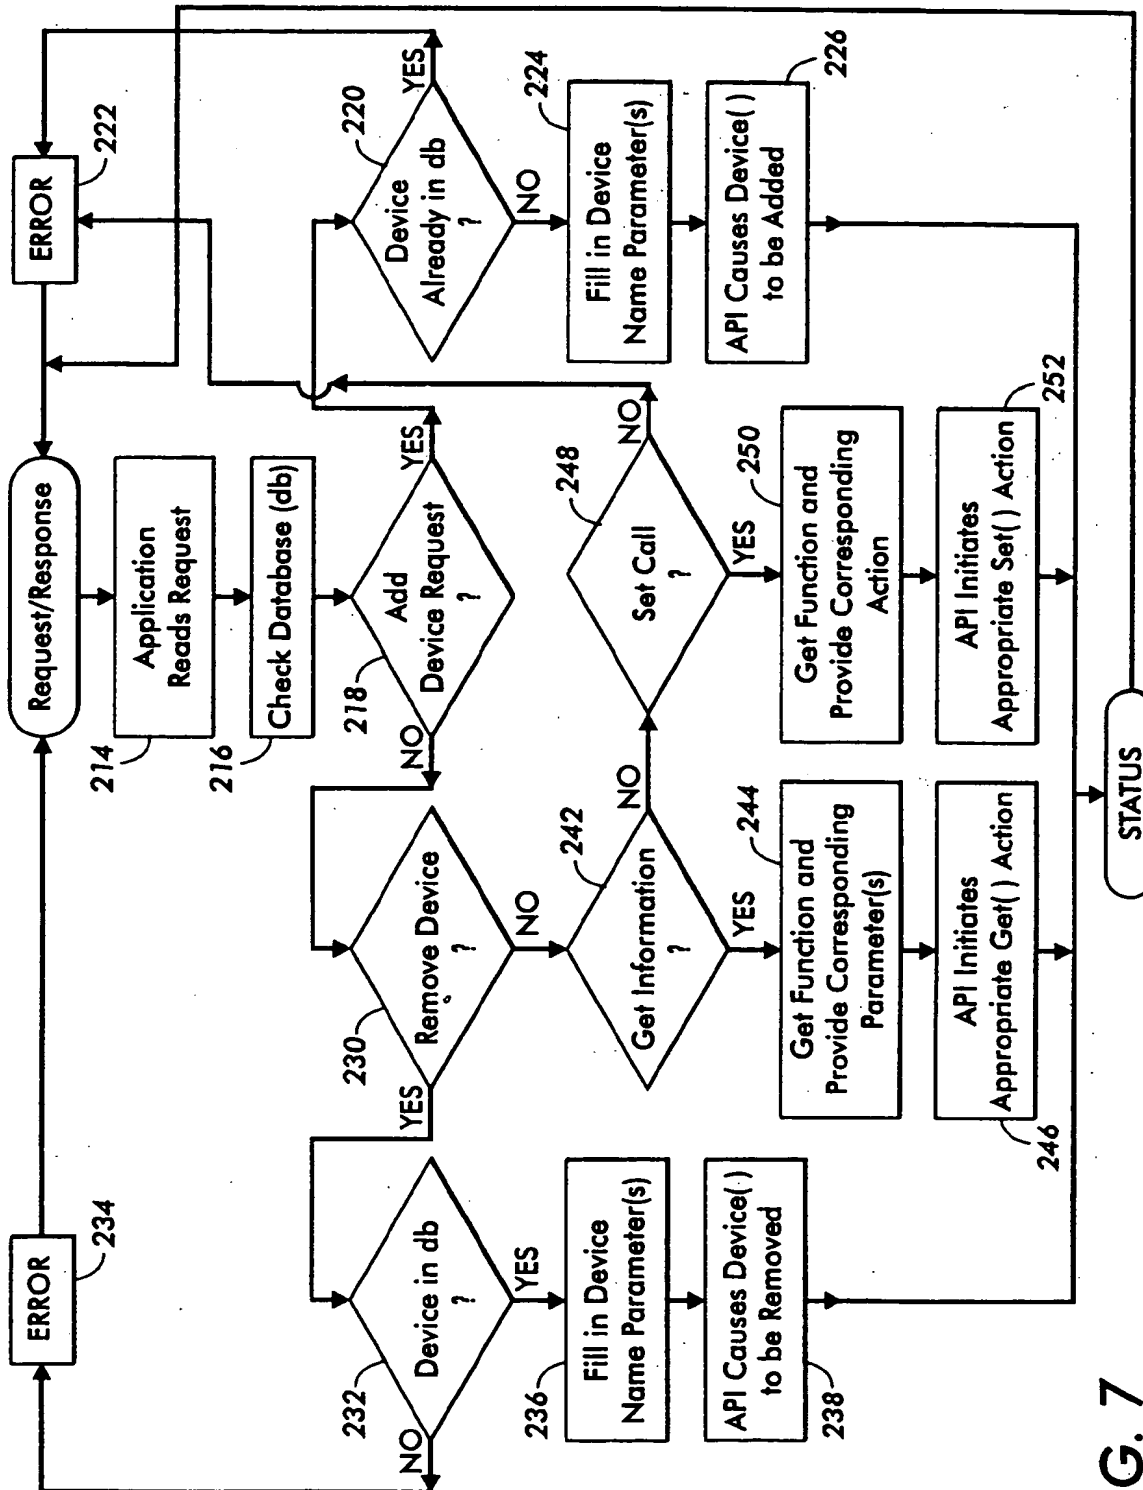 Request/Response
Application
Reads Request
214
Check Database (db)
216
Add
Device Request
?
218
YES
NO
Device
Already in db
?
220
YES
NO
ERROR
222
Fill in Device
Name Parameter(s)
224
API Causes Device( )
to be Added
226
Remove Device
?
230
YES
NO
Device in db
?
232
NO
YES
ERROR
234
Fill in Device
Name Parameter(s)
236
API Causes Device( )
to be Removed
238
Get Information
?
242
NO
YES
Get Function and
Provide Corresponding
Parameter(s)
244
API Initiates
Appropriate Get( ) Action
246
Set Call
?
248
NO
YES
Get Function and
Provide Corresponding
Action
250
API Initiates
Appropriate Set( ) Action
252
STATUS
G. 7